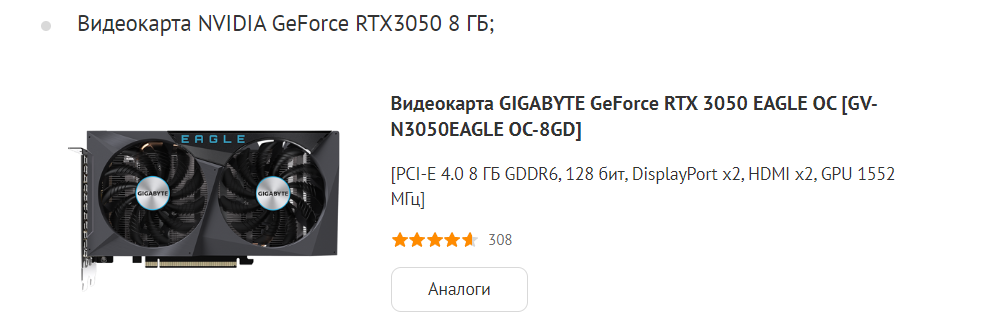 Видеокарта NVIDIA GeForce RTX3050 8 ГБ;
Видеокарта GIGABYTE GeForce RTX 3050 EAGLE OC [GV-
N3050EAGLE OC-8GD]
EAGLE
[PCI-E 4.0 8 ГБ GDDR6, 128 бит, DisplayPort x2, HDMI x2, GPU 1552
МГц]
GIGABYTE GIGABYTE
308
Аналоги